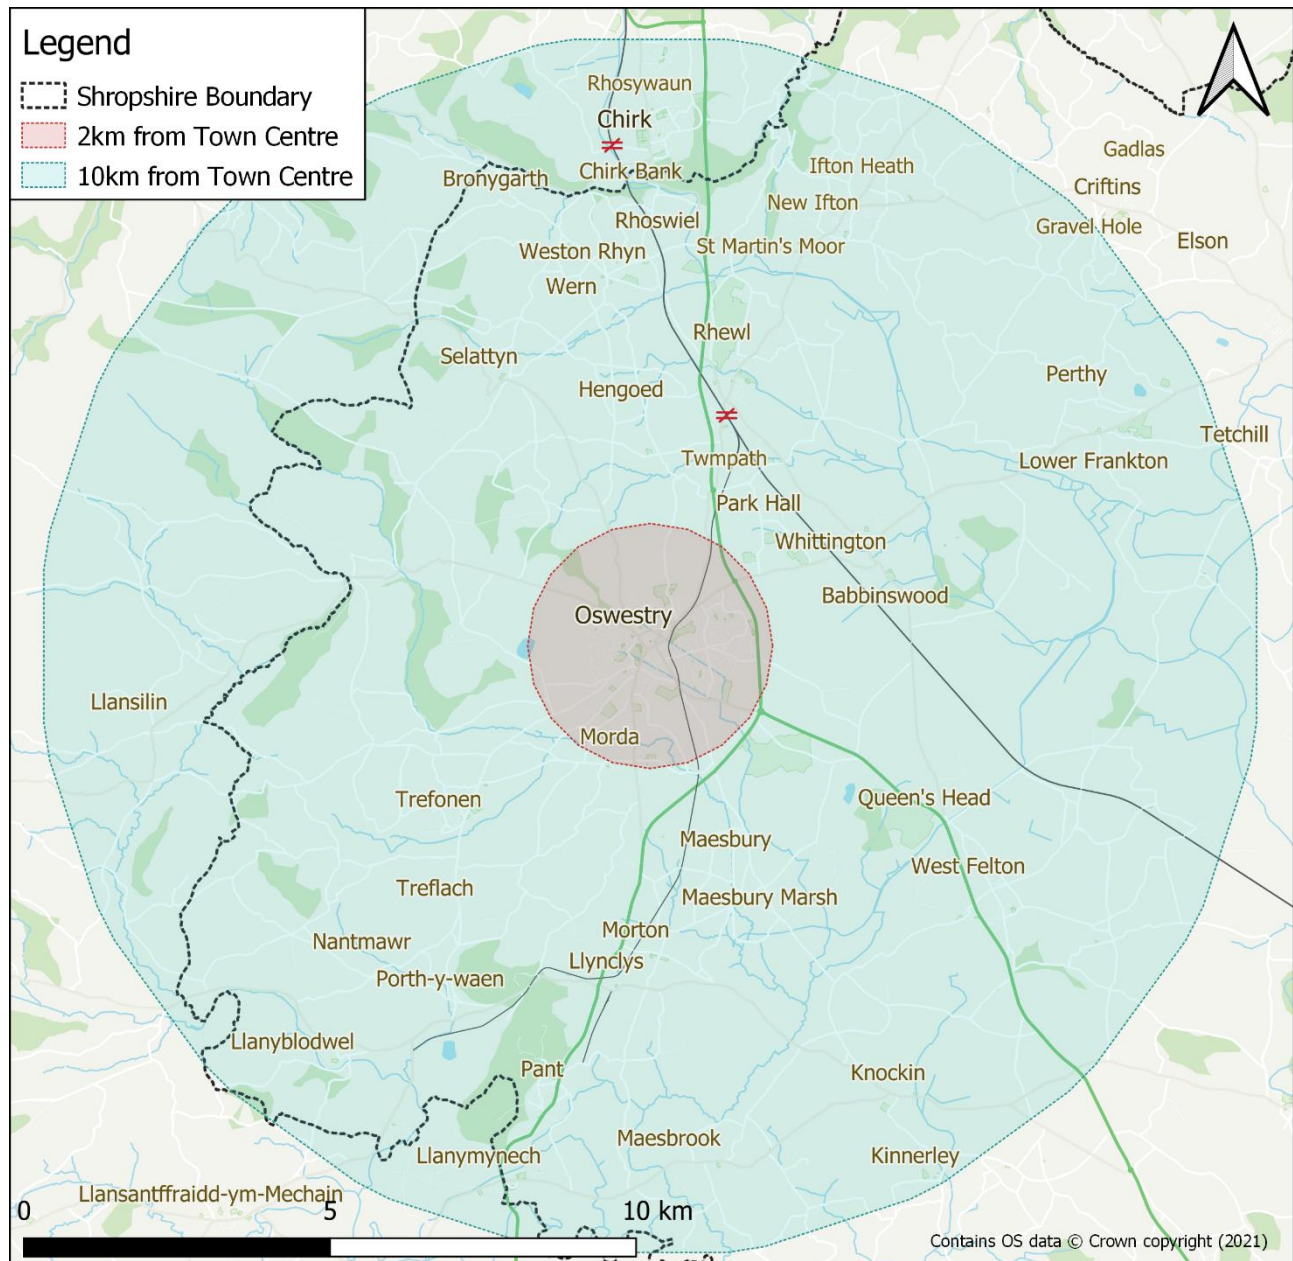 Legend
Shropshire Boundary
2km from Town Centre
10km from Town Centre
Rhosywaun
Chirk
Chirk Bank
Bronygarth
Ifton Heath
Gadlas
Criftins
New Ifton
Gravel Hole
Elson
Rhoswiel
St Martin's Moor
Weston Rhyn
Wern
Rhewl
Selattyn
Hengoed
Perthy
Tetchill
Twmpath
Lower Frankton
Park Hall
Whittington
Babbinswood
Oswestry
Llansilin
Morda
Trefonen
Queen's Head
Maesbury
West Felton
Treflach
Maesbury Marsh
Nantmawr
Morton
Llynclys
Porth-y-waen
Llanyblodwel
Pant
Knockin
Maesbrook
Llanymynech
Kinnerley
Llansantffraidd-ym-Mechain
0 5 10 km
Contains OS data © Crown copyright (2021)